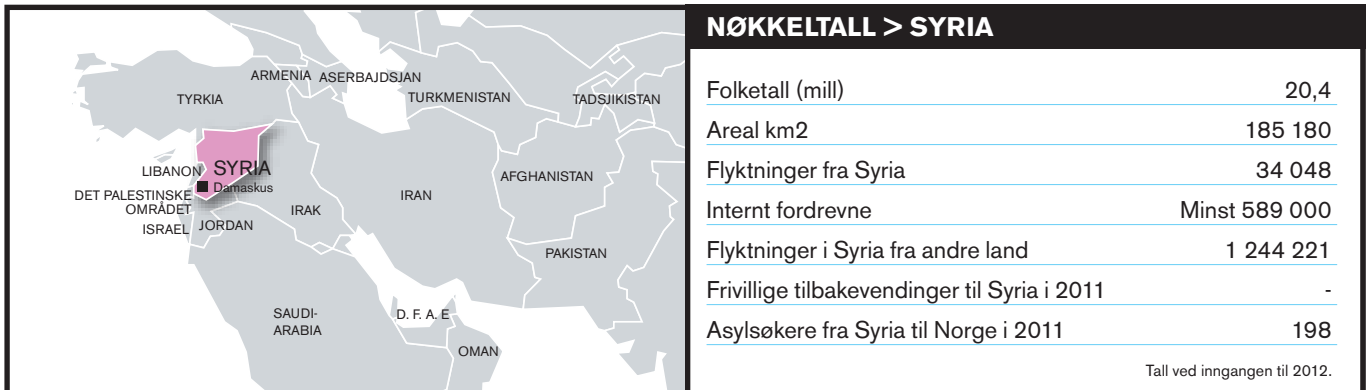 ARMENIA
ASERBAJDSJAN
TYRKIA
TURKMENISTAN
TADSJIKISTAN
LIBANON
SYRIA
Damaskus
DET PALESTINSKE
OMRÅDET
ISRAEL
JORDAN
IRAK
IRAN
AFGHANISTAN
PAKISTAN
SAUDI-
ARABIA
D. F. A. E
OMAN
NØKKELTALL > SYRIA
Folketall (mill) 20,4
Areal km2 185 180
Flyktninger fra Syria 34 048
Internt fordrevne Minst 589 000
Flyktninger i Syria fra andre land 1 244 221
Frivillige tilbakevendinger til Syria i 2011 -
Asylsøkere fra Syria til Norge i 2011 198
Tall ved inngangen til 2012.